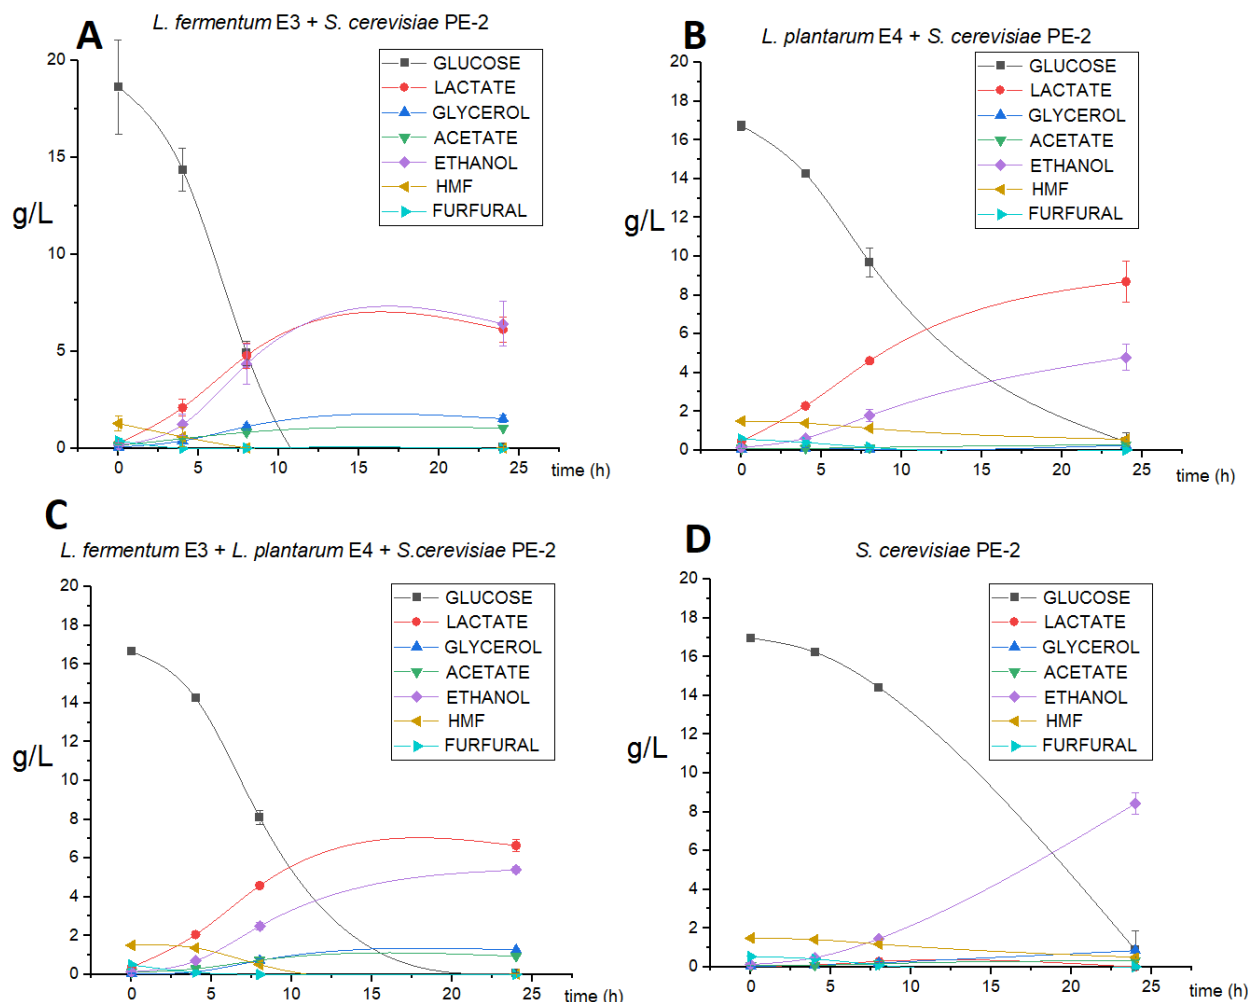 A
L. fermentum E3 + S. cerevisiae PE-2
20
15
10
5
0
g/L
0 5 10 15 20 25
time (h)
GLUCOSE
LACTATE
GLYCEROL
ACETATE
ETHANOL
HMF
FURFURAL
B
L. plantarum E4 + S. cerevisiae PE-2
20
18
16
14
12
10
8
6
4
2
0
g/L
0 5 10 15 20 25
time (h)
GLUCOSE
LACTATE
GLYCEROL
ACETATE
ETHANOL
HMF
FURFURAL
C
L. fermentum E3 + L. plantarum E4 + S.cerevisiae PE-2
20
18
16
14
12
10
8
6
4
2
0
g/L
0 5 10 15 20 25
time (h)
GLUCOSE
LACTATE
GLYCEROL
ACETATE
ETHANOL
HMF
FURFURAL
D
S. cerevisiae PE-2
20
18
16
14
12
10
8
6
4
2
0
g/L
0 5 10 15 20 25
time (h)
GLUCOSE
LACTATE
GLYCEROL
ACETATE
ETHANOL
HMF
FURFURAL